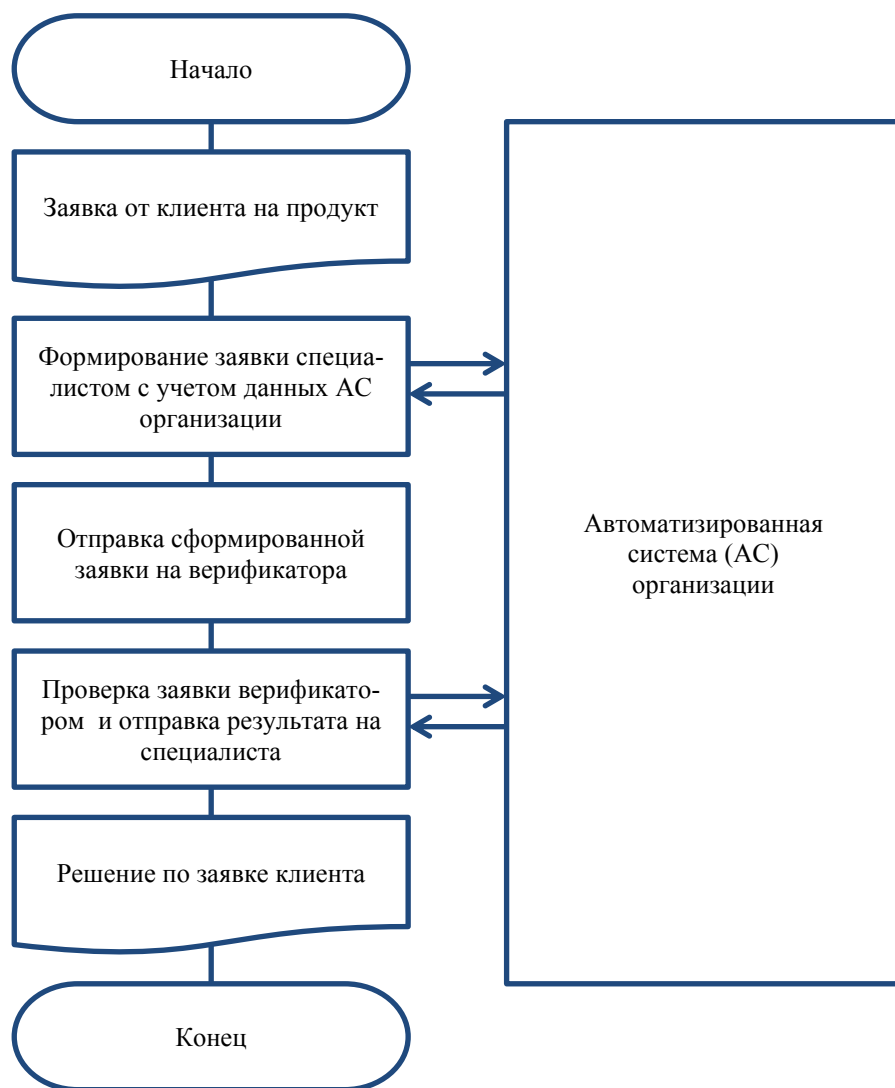 Начало
Заявка от клиента на продукт
Формирование заявки специа-
листом с учетом данных АС
организации
Отправка сформированной
заявки на верификатора
Проверка заявки верификато-
ром  и отправка результата на
специалиста
Решение по заявке клиента
Конец
Автоматизированная
система (АС)
организации